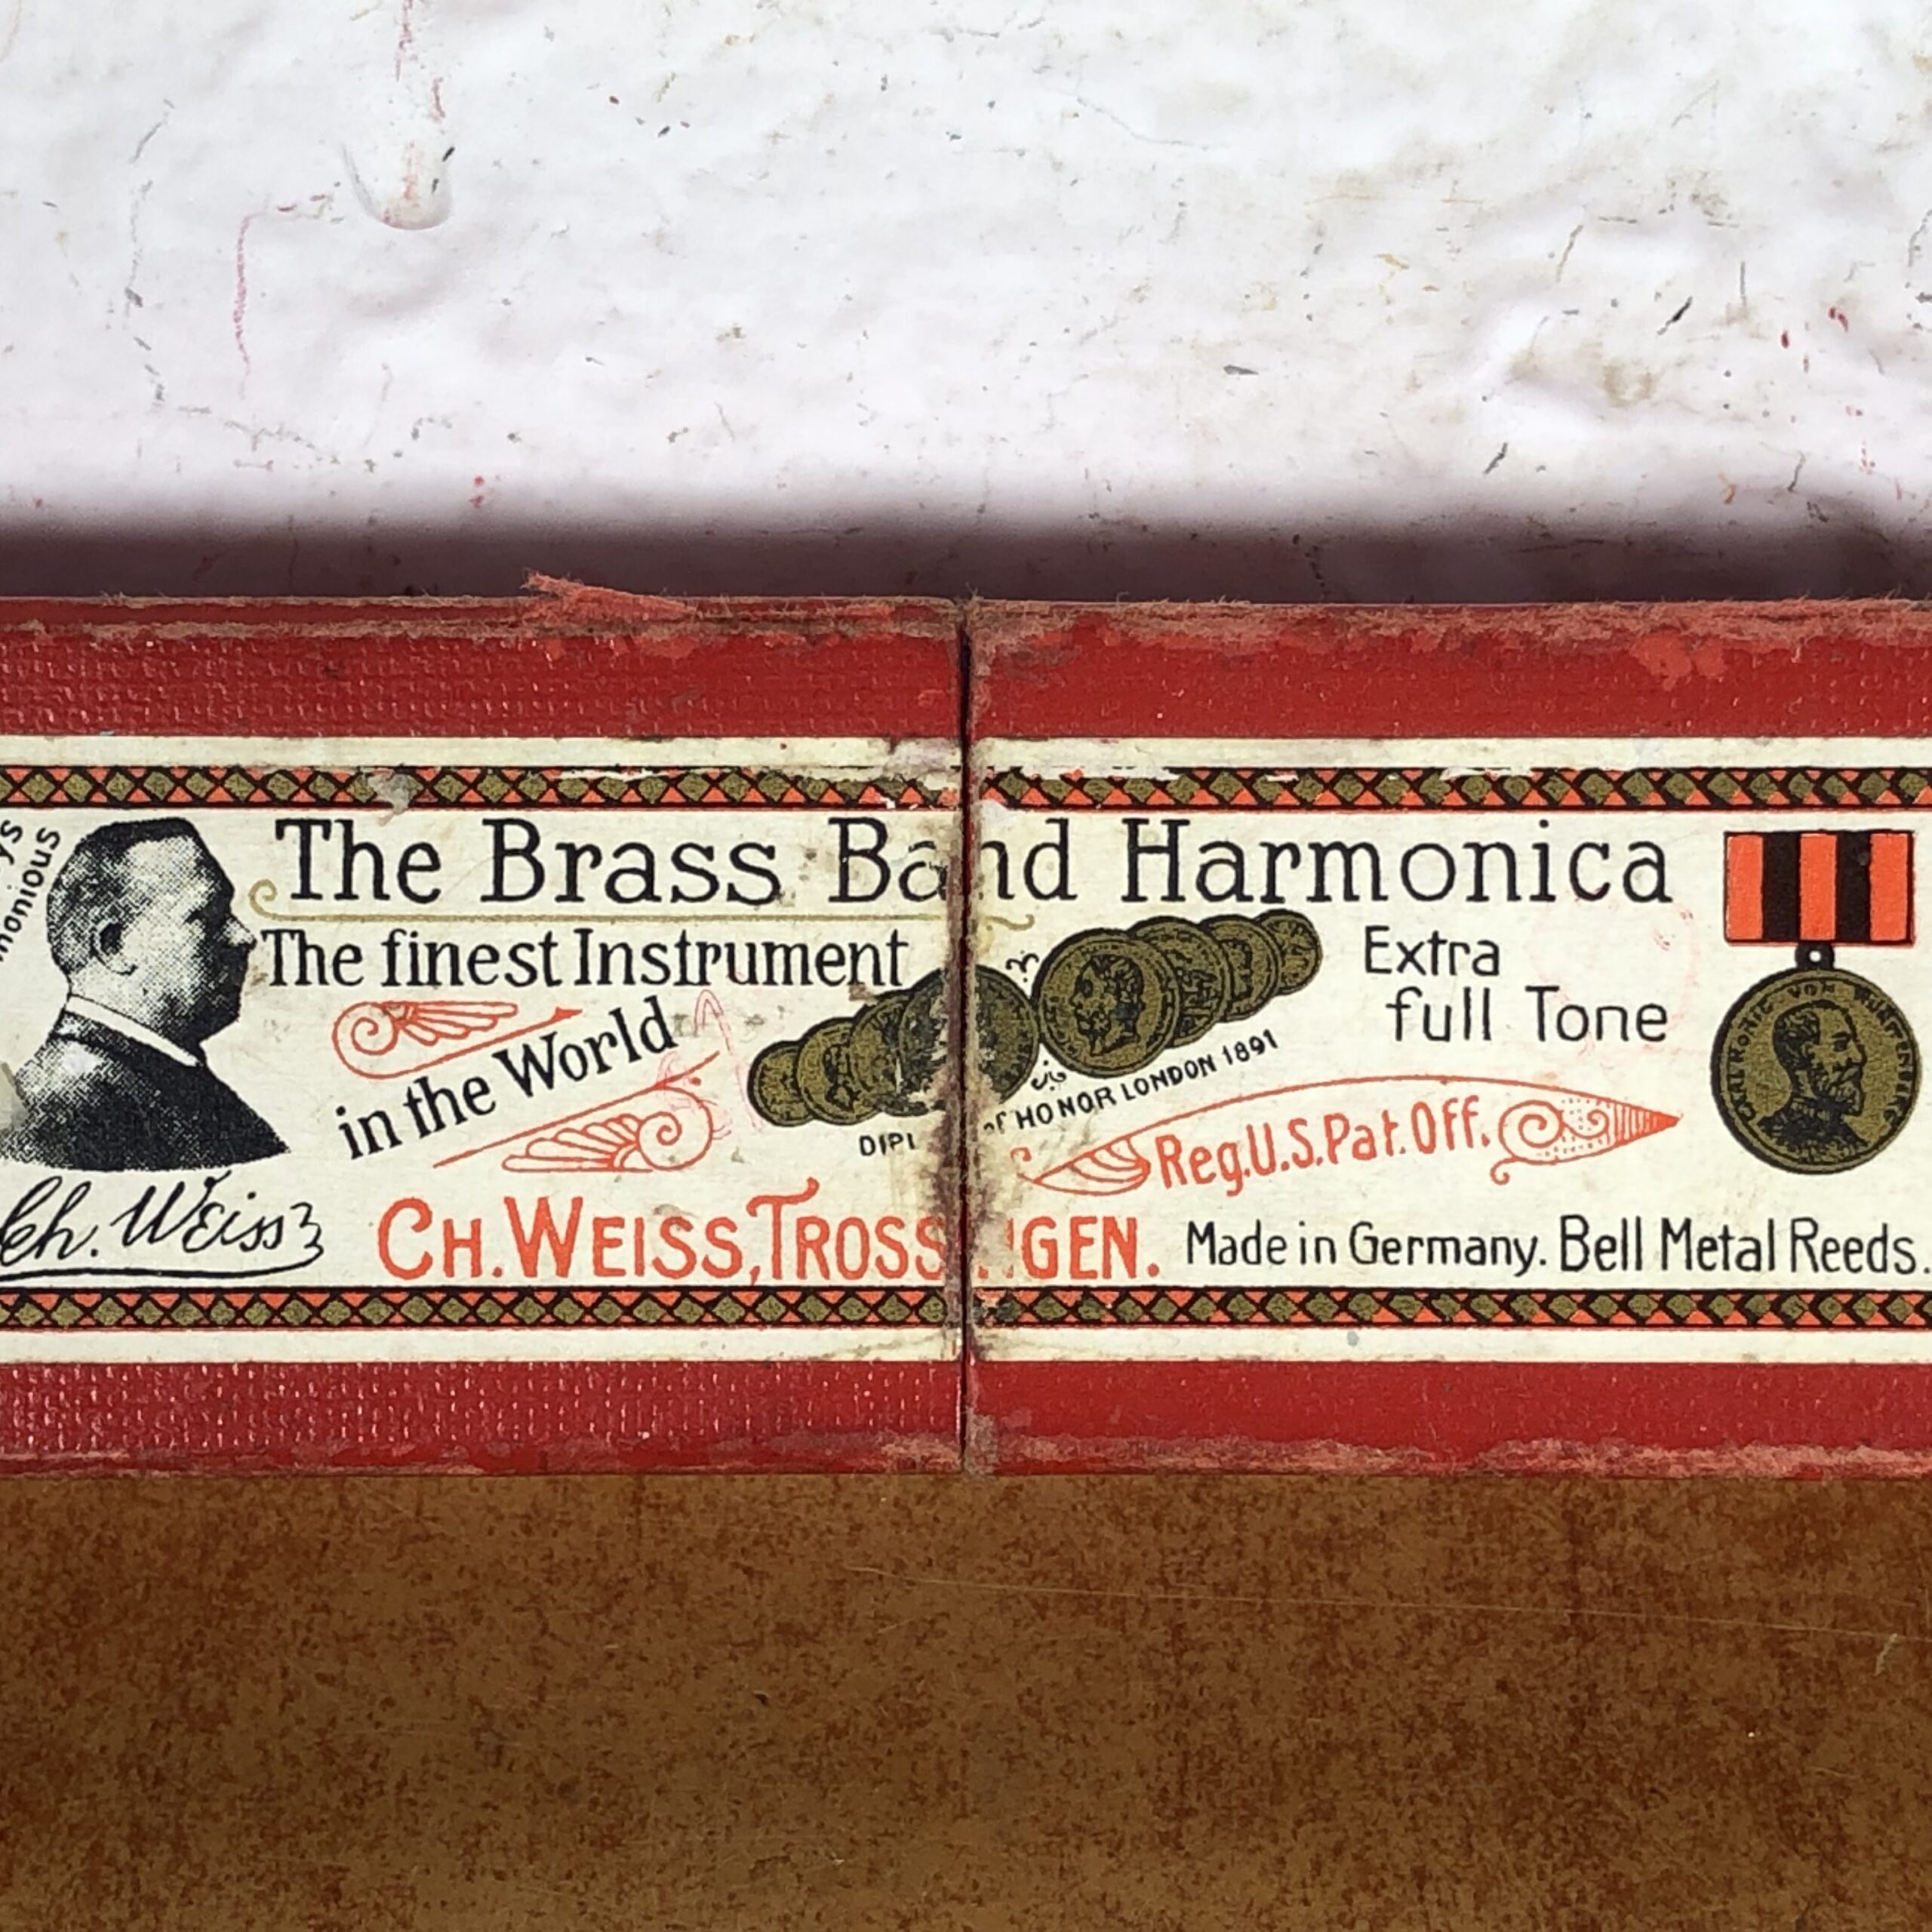 The Brass Band Harmonica
The finest Instrument
in the World
HONOR LONDON 1891
Extra
full Tone
Reg.U.S.Pat.Off.
Ch. Weiss
CH. WEISS, TROSS GEN.
Made in Germany. Bell Metal Reeds.